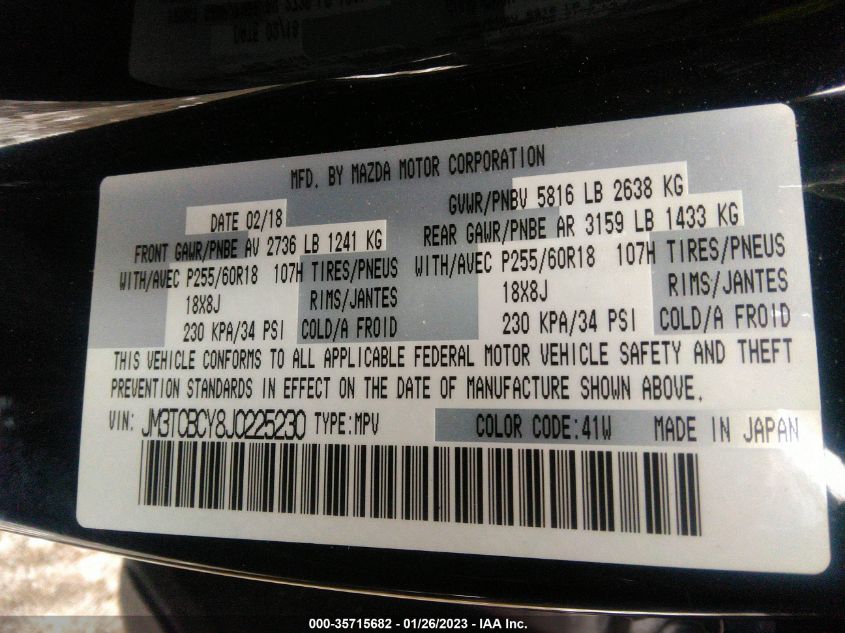 MFD. BY MAZDA MOTOR CORPORATION
DATE 02/18 GVWR/PNBV 5816 LB 2638 KG
FRONT GAWR/PNBE AV 2736 LB 1241 KG REAR GAWR/PNBE AR 3159 LB 1433 KG
WITH/AVEC P255/60R18 107H TIRES/PNEUS WITH/AVEC P255/60R18 107H TIRES/PNEUS
18X8J RIMS/JANTES 18X8J RIMS/JANTES
230 KPA/34 PSI COLD/A FROID 230 KPA/34 PSI COLD/A FROID
THIS VEHICLE CONFORMS TO ALL APPLICABLE FEDERAL MOTOR VEHICLE SAFETY AND THEFT
PREVENTION STANDARDS IN EFFECT ON THE DATE OF MANUFACTURE SHOWN ABOVE.
VIN: JM3TCBCY8J0225230 TYPE:MPV COLOR CODE:41W MADE IN JAPAN
000-35715682 / 01/26/2023 - IAA Inc.